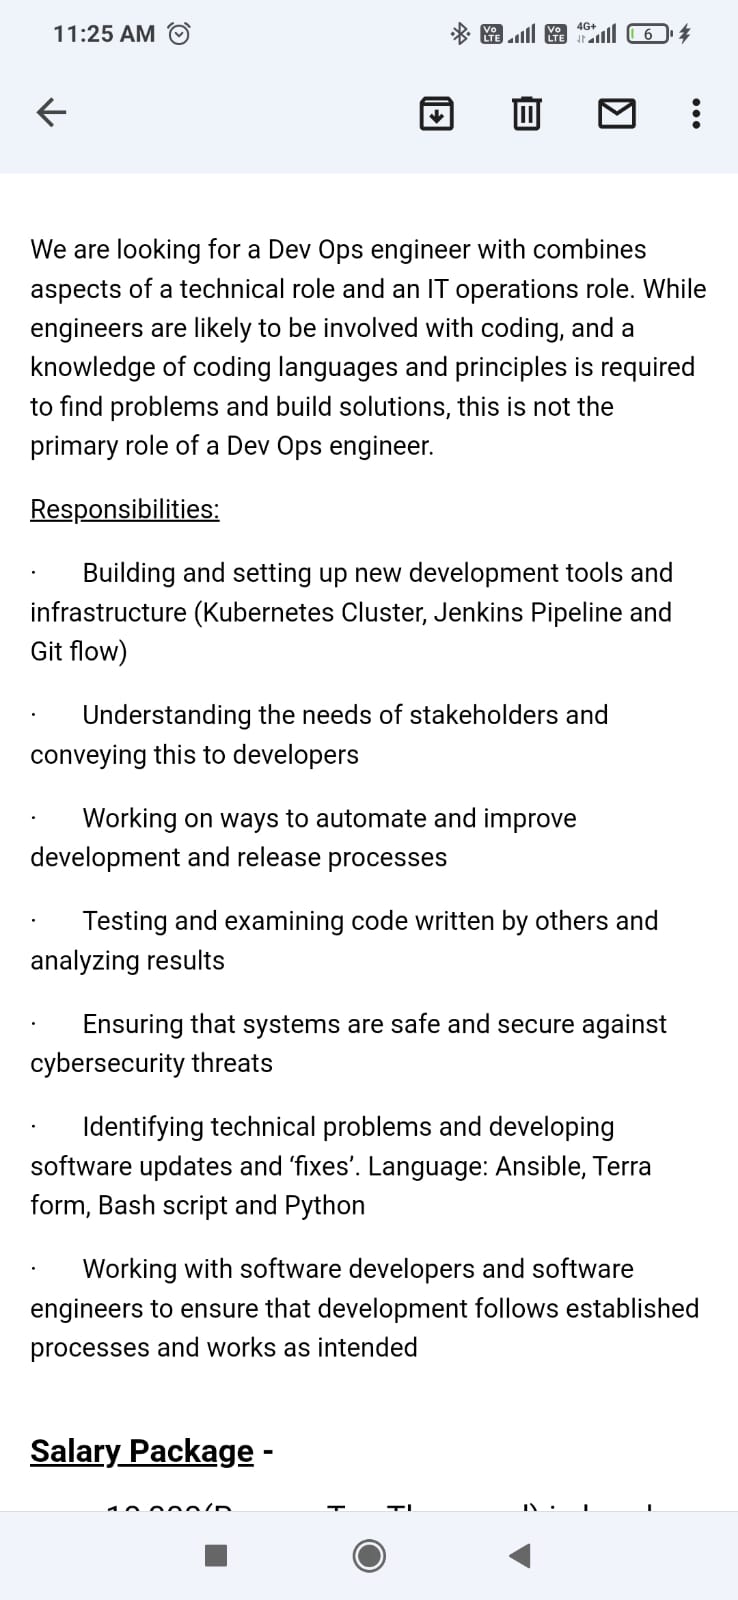 11:25 AM
Vo LTE Vo LTE 4G+ 6
We are looking for a Dev Ops engineer with combines
aspects of a technical role and an IT operations role. While
engineers are likely to be involved with coding, and a
knowledge of coding languages and principles is required
to find problems and build solutions, this is not the
primary role of a Dev Ops engineer.
Responsibilities:
· Building and setting up new development tools and
infrastructure (Kubernetes Cluster, Jenkins Pipeline and
Git flow)
· Understanding the needs of stakeholders and
conveying this to developers
· Working on ways to automate and improve
development and release processes
· Testing and examining code written by others and
analyzing results
· Ensuring that systems are safe and secure against
cybersecurity threats
· Identifying technical problems and developing
software updates and ‘fixes’. Language: Ansible, Terra
form, Bash script and Python
· Working with software developers and software
engineers to ensure that development follows established
processes and works as intended
Salary Package -